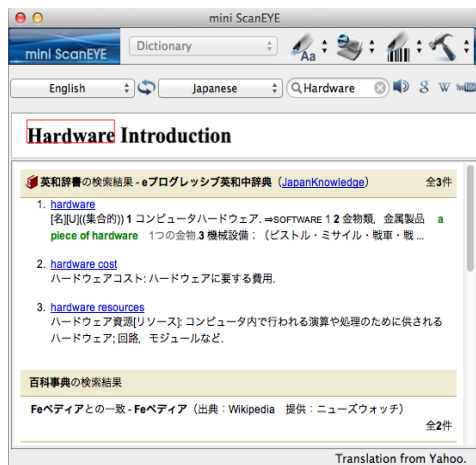 mini ScanEYE
mini ScanEYE
Dictionary
Aa
English
Japanese
Hardware
8
W
YouTube
Hardware Introduction
英和辞書の検索結果 - eプログレッシブ英和中辞典（JapanKnowledge） 全3件
1. hardware
[名][U]((集合的)) 1 コンピュータハードウェア. ⇒SOFTWARE 1 2 金物類，金属製品 a
piece of hardware 1つの金物.3 機械設備；（ピストル・ミサイル・戦車・戦 ...
2. hardware cost
ハードウェアコスト: ハードウェアに要する費用.
3. hardware resources
ハードウェア資源[リソース]: コンピュータ内で行われる演算や処理のために供される
ハードウェア; 回路，モジュールなど.
百科事典の検索結果
Feペディアとの一致 - Feペディア（出典：Wikipedia 提供：ニューズウォッチ）
全2件
Translation from Yahoo.